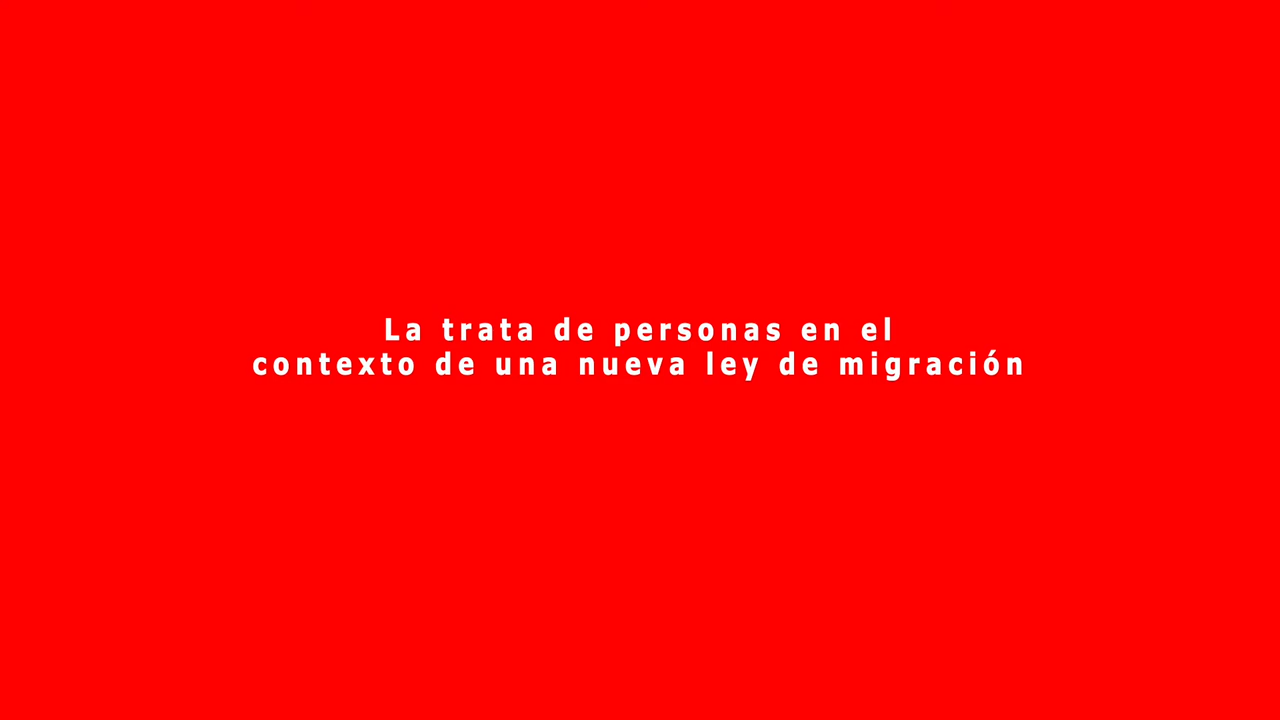 La trata de personas en el
contexto de una nueva ley de migración